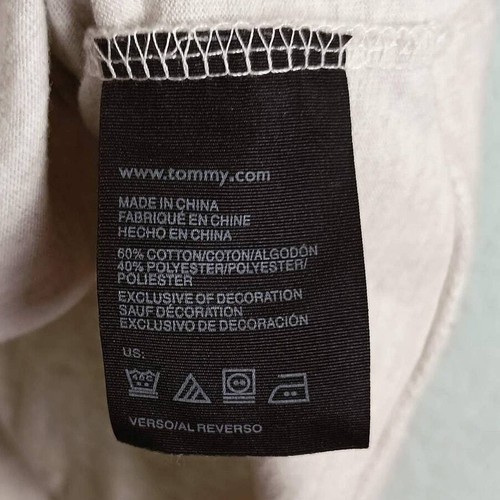 www.tommy.com
MADE IN CHINA
FABRIQUÉ EN CHINE
HECHO EN CHINA
60% COTTON/COTON/ALGODÓN
40% POLYESTER/POLYESTER/
POLIESTER
EXCLUSIVE OF DECORATION
SAUF DÉCORATION
EXCLUSIVO DE DECORACIÓN
US:
VERSO/AL REVERSO